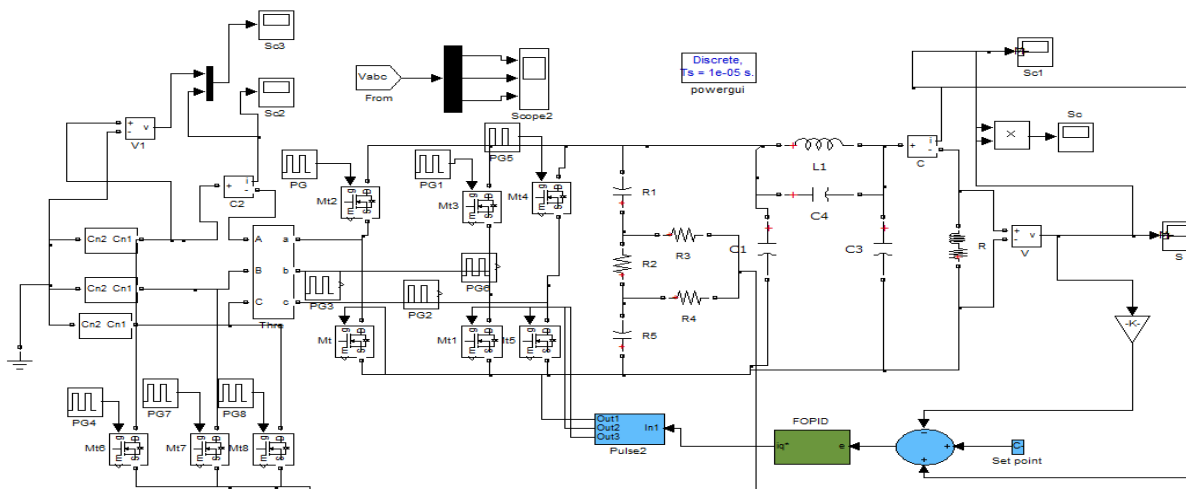 Sc3
Vabc
From
Scope2
Discrete,
Ts = 1e-05 s.
powergui
Sc1
Sc2
Sc
+
-
v
V1
PG5
×
L1
+
-
i
C
PG
PG1
Mt4
Mt2
Mt3
R1
C4
+
-
i
C2
Cn2 Cn1
A
B
C
a
b
c
R3
C1
C3
R
+
-
v
V
S
Cn2 Cn1
PG6
R2
PG3
PG2
R4
Cn2 Cn1
Thre
-K-
Mt
Mt1
It5
R5
PG4
PG7
PG8
Out1
Out2
Out3
In1
Pulse2
FOPID
iq*
e
−
+
+
C-
Set point
Mt6
Mt7
Mt8